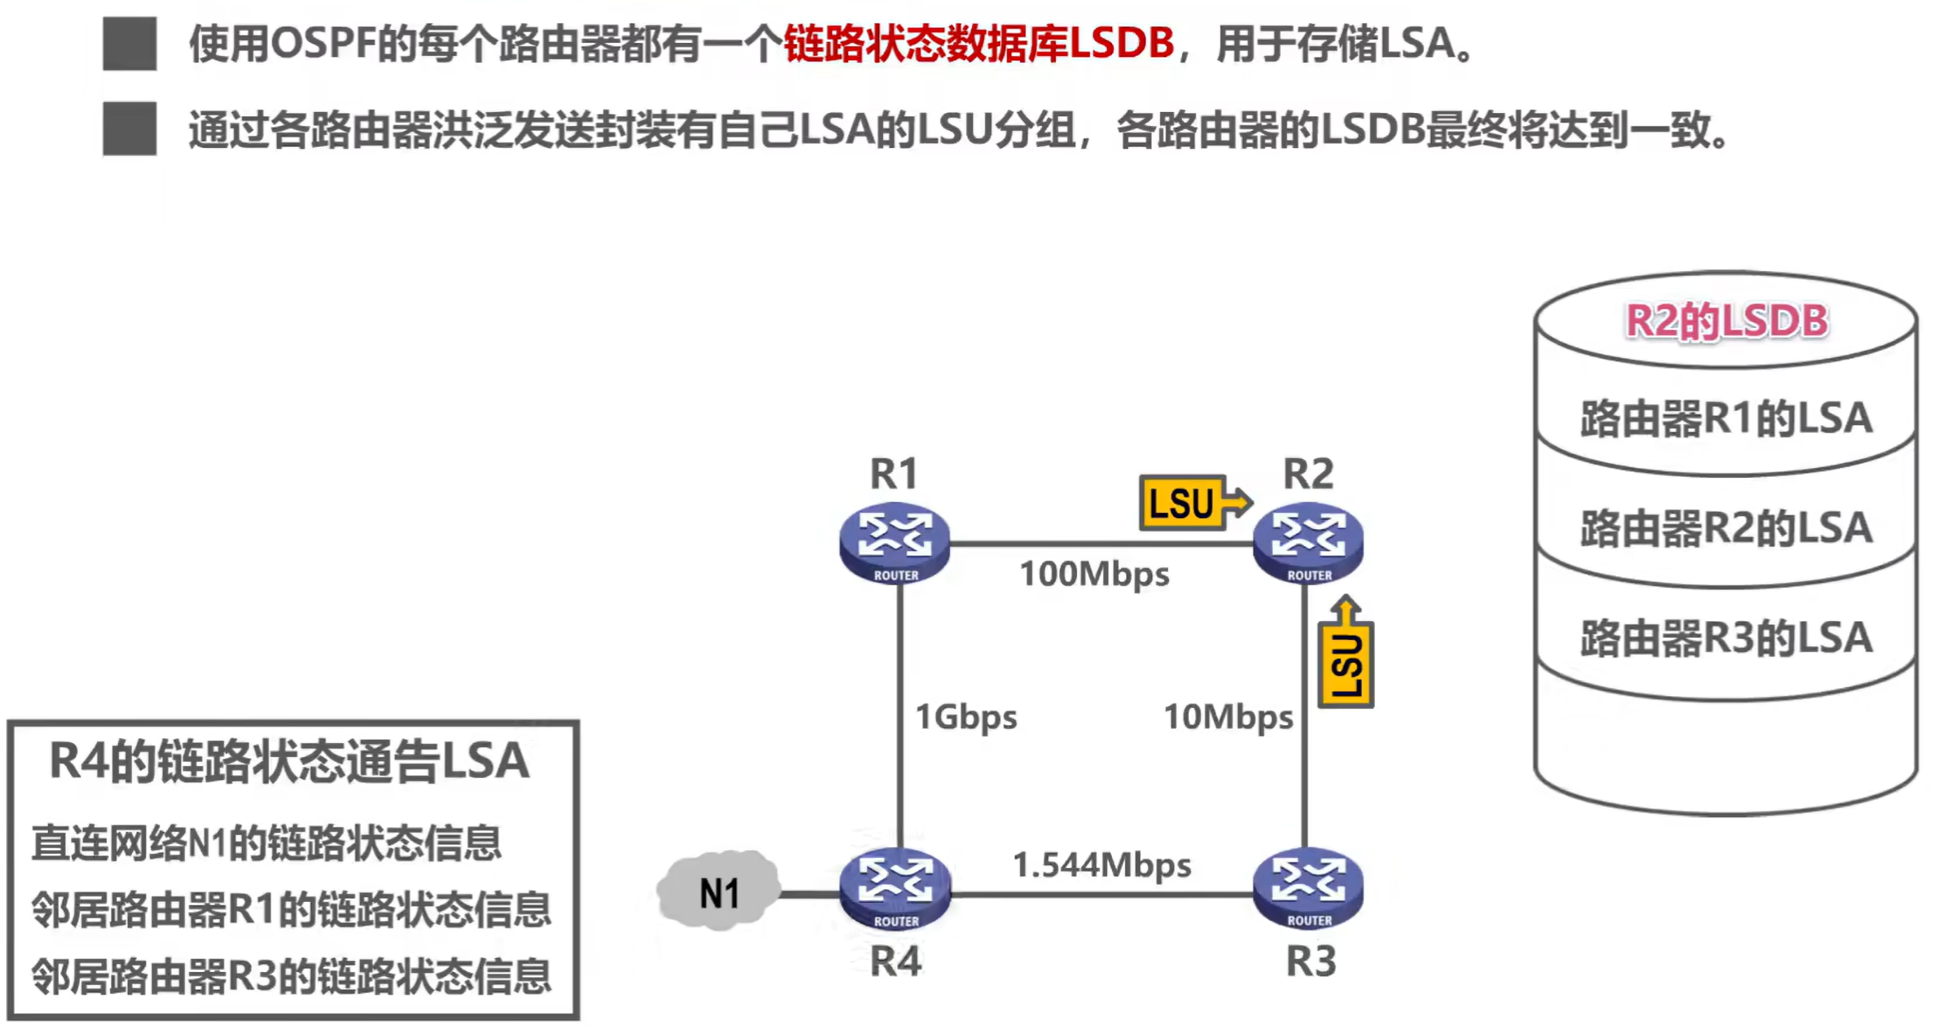 使用OSPF的每个路由器都有一个链路状态数据库LSDB，用于存储LSA。
通过各路由器洪泛发送封装有自己LSA的LSU分组，各路由器的LSDB最终将达到一致。
R2的LSDB
路由器R1的LSA
路由器R2的LSA
路由器R3的LSA
R1
R2
LSU
ROUTER
ROUTER
100Mbps
LSU
1Gbps
10Mbps
R4的链路状态通告LSA
直连网络N1的链路状态信息
邻居路由器R1的链路状态信息
邻居路由器R3的链路状态信息
N1
1.544Mbps
ROUTER
ROUTER
R4
R3